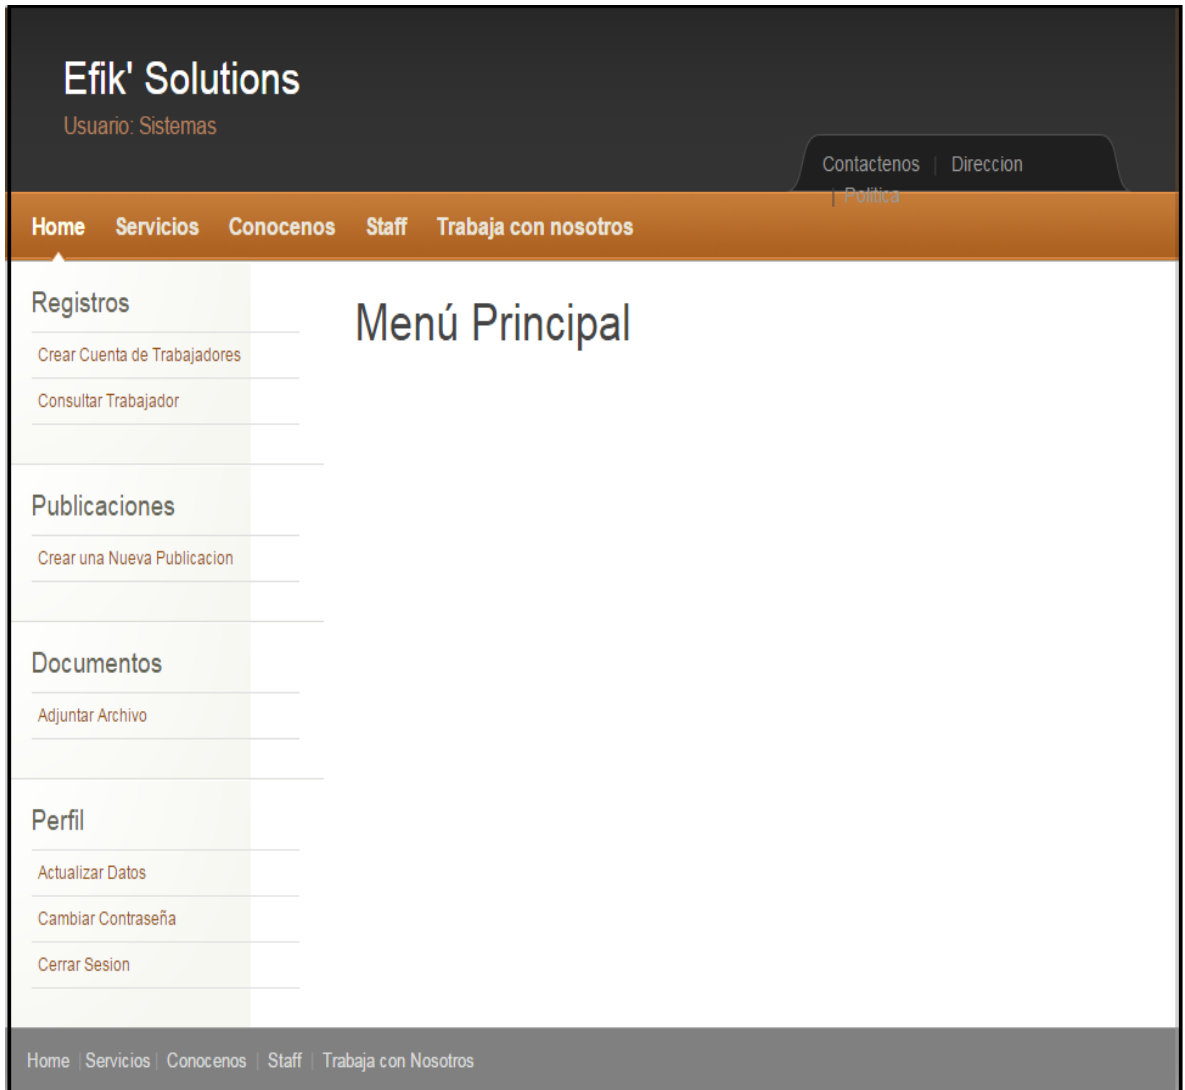 Efik' Solutions
Usuario: Sistemas
Contactenos | Direccion
| Politica
Home Servicios Conocenos Staff Trabaja con nosotros
Menú Principal
Registros
Crear Cuenta de Trabajadores
Consultar Trabajador
Publicaciones
Crear una Nueva Publicacion
Documentos
Adjuntar Archivo
Perfil
Actualizar Datos
Cambiar Contraseña
Cerrar Sesion
Home | Servicios | Conocenos | Staff | Trabaja con Nosotros